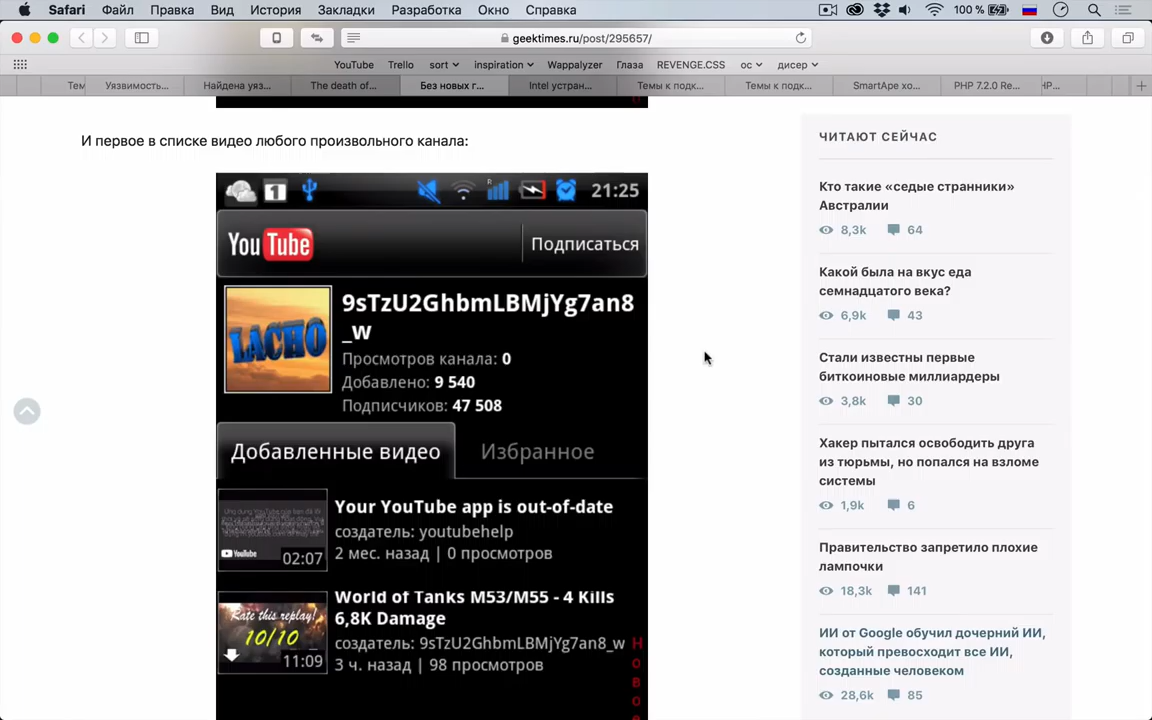 Safari Файл Правка Вид История Закладки Разработка Окно Справка 100 %
geektimes.ru/post/295657/
YouTube Trello sort inspiration Wappalyzer Глаза REVENGE.CSS ос дисер
Тем Уязвимость... Найдена уяз... The death of... Без новых г... Intel устран... Темы к подк... Темы к подк... SmartApe хо... PHP 7.2.0 Re...
И первое в списке видео любого произвольного канала:
1 R 21:25
YouTube Подписаться
9sTzU2GhbmLBMjYg7an8
_w
Просмотров канала: 0
Добавлено: 9 540
Подписчиков: 47 508
Добавленные видео Избранное
Your YouTube app is out-of-date
создатель: youtubehelp
2 мес. назад | 0 просмотров
YouTube 02:07
World of Tanks M53/M55 - 4 Kills
6,8K Damage
создатель: 9sTzU2GhbmLBMjYg7an8_w
3 ч. назад | 98 просмотров
Rate this replay!
10/10
11:09
LACHO
Н
о
в
о
е
ЧИТАЮТ СЕЙЧАС
Кто такие «седые странники»
Австралии
8,3k 64
Какой была на вкус еда
семнадцатого века?
6,9k 43
Стали известны первые
биткоиновые миллиардеры
3,8k 30
Хакер пытался освободить друга
из тюрьмы, но попался на взломе
системы
1,9k 6
Правительство запретило плохие
лампочки
18,3k 141
ИИ от Google обучил дочерний ИИ,
который превосходит все ИИ,
созданные человеком
28,6k 85